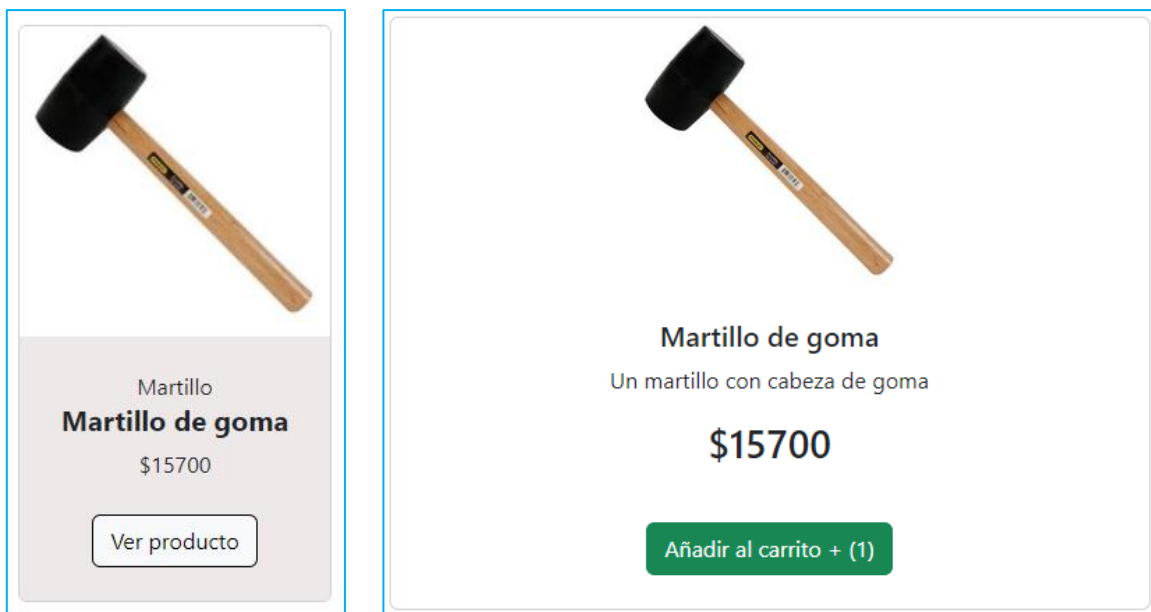 Martillo
Martillo de goma
$15700
Ver producto
Martillo de goma
Un martillo con cabeza de goma
$15700
Añadir al carrito + (1)